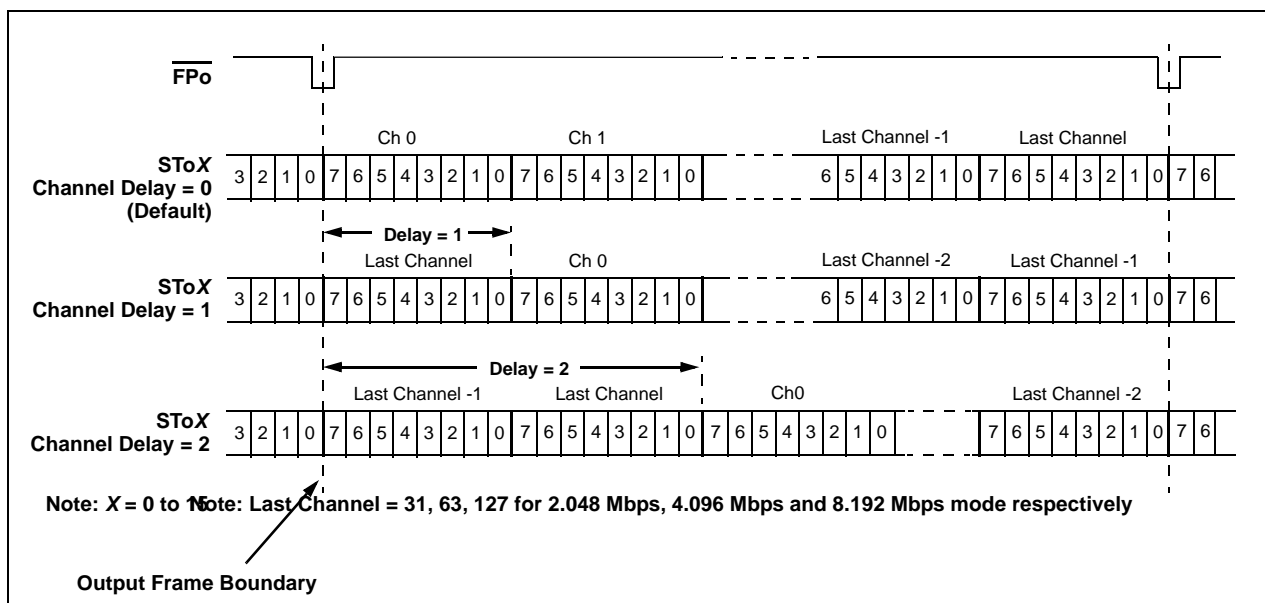 FPo
Ch 0 Ch 1 Last Channel -1 Last Channel
SToX
Channel Delay = 0
(Default)
3 2 1 0 7 6 5 4 3 2 1 0 7 6 5 4 3 2 1 0 6 5 4 3 2 1 0 7 6 5 4 3 2 1 0 7 6
Delay = 1
Last Channel Ch 0 Last Channel -2 Last Channel -1
SToX
Channel Delay = 1
3 2 1 0 7 6 5 4 3 2 1 0 7 6 5 4 3 2 1 0 6 5 4 3 2 1 0 7 6 5 4 3 2 1 0 7 6
Delay = 2
Last Channel -1 Last Channel Ch0 Last Channel -2
SToX
Channel Delay = 2
3 2 1 0 7 6 5 4 3 2 1 0 7 6 5 4 3 2 1 0 7 6 5 4 3 2 1 0 7 6 5 4 3 2 1 0 7 6
Note: X = 0 to 15 Note: Last Channel = 31, 63, 127 for 2.048 Mbps, 4.096 Mbps and 8.192 Mbps mode respectively
Output Frame Boundary